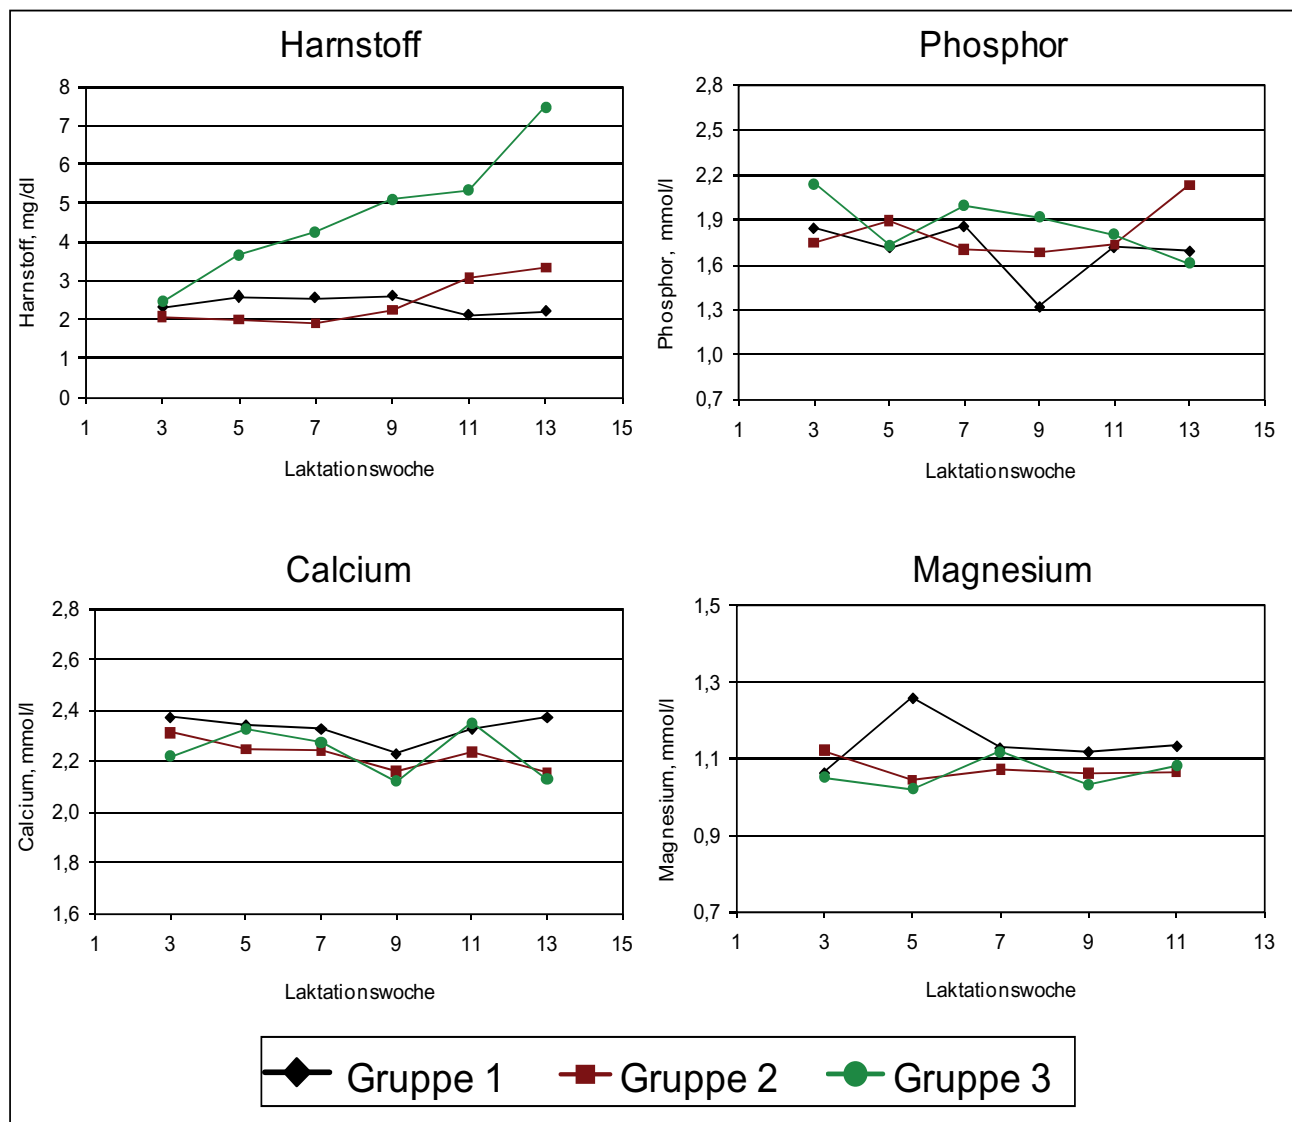 Harnstoff
Harnstoff, mg/dl
8
7
6
5
4
3
2
1
0
1 3 5 7 9 11 13 15
Laktationswoche
Phosphor
Phosphor, mmol/l
2,8
2,5
2,2
1,9
1,6
1,3
1,0
0,7
1 3 5 7 9 11 13 15
Laktationswoche
Calcium
Calcium, mmol/l
2,8
2,6
2,4
2,2
2,0
1,8
1,6
1 3 5 7 9 11 13 15
Laktationswoche
Magnesium
Magnesium, mmol/l
1,5
1,3
1,1
0,9
0,7
1 3 5 7 9 11 13
Laktationswoche
Gruppe 1 Gruppe 2 Gruppe 3